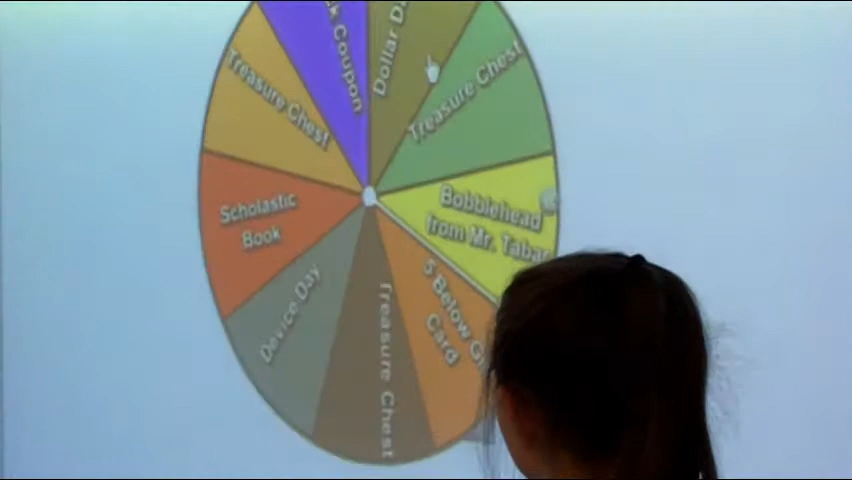 Coupon
Dollar
Treasure Chest
Treasure Chest
Scholastic
Book
Bobblehead
from Mr.
Device Day
Treasure Chest
5 Below
Card